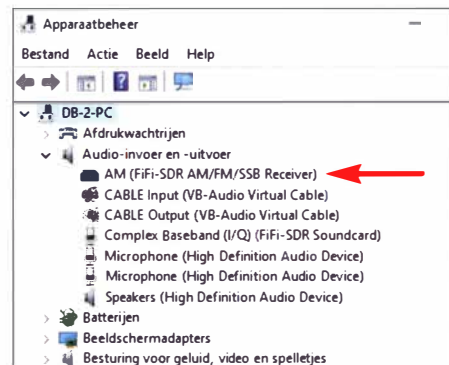 Apparaatbeheer
Bestand Actie Beeld Help
DB-2-PC
Afdrukwachtrijen
Audio-invoer en -uitvoer
AM (FiFi-SDR AM/FM/SSB Receiver)
CABLE Input (VB-Audio Virtual Cable)
CABLE Output (VB-Audio Virtual Cable)
Complex Baseband (I/Q) (FiFi-SDR Soundcard)
Microphone (High Definition Audio Device)
Microphone (High Definition Audio Device)
Speakers (High Definition Audio Device)
Batterijen
Beeldschermadapters
Besturing voor geluid, video en spelletjes